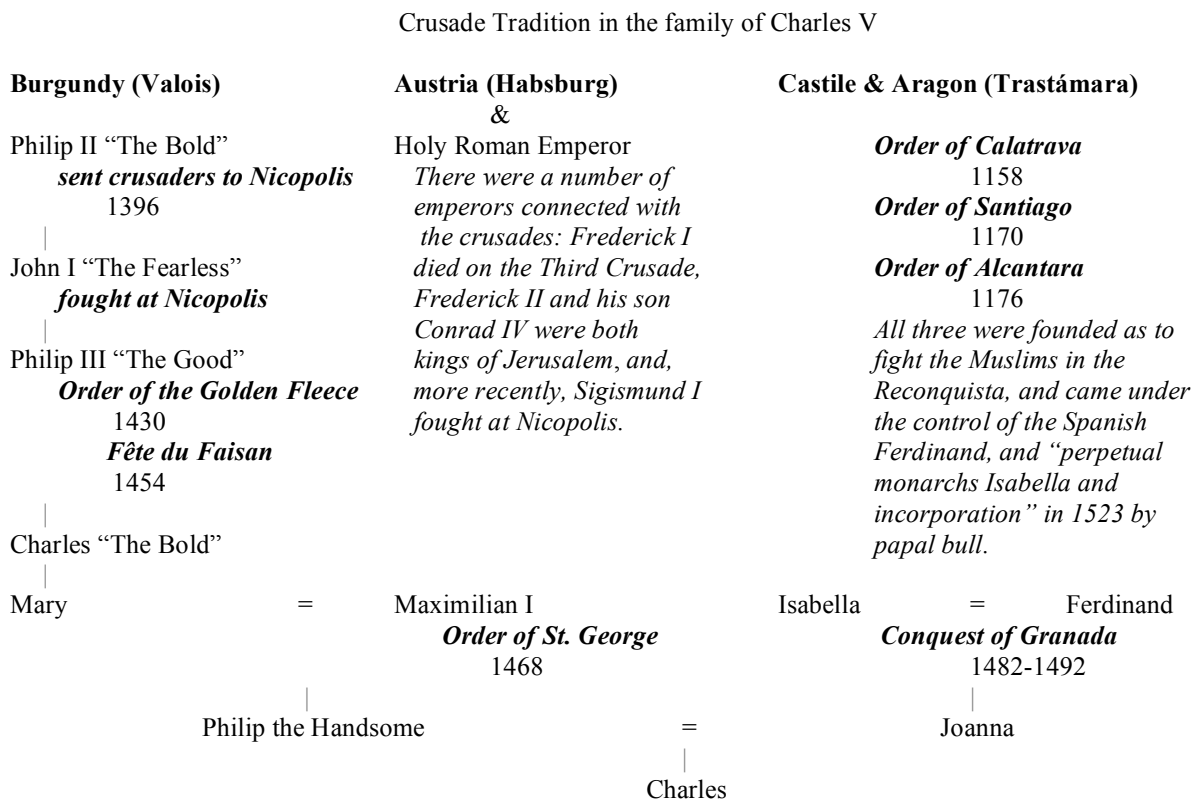 Crusade Tradition in the family of Charles V
Burgundy (Valois)
Philip II “The Bold”
sent crusaders to Nicopolis
1396
John I “The Fearless”
fought at Nicopolis
Philip III “The Good”
Order of the Golden Fleece
1430
Fête du Faisan
1454
Charles “The Bold”
Austria (Habsburg)
&
Holy Roman Emperor
There were a number of
emperors connected with
the crusades: Frederick I
died on the Third Crusade,
Frederick II and his son
Conrad IV were both
kings of Jerusalem, and,
more recently, Sigismund I
fought at Nicopolis.
Castile & Aragon (Trastámara)
Order of Calatrava
1158
Order of Santiago
1170
Order of Alcantara
1176
All three were founded as to
fight the Muslims in the
Reconquista, and came under
the control of the Spanish
Ferdinand, and “perpetual
monarchs Isabella and
incorporation” in 1523 by
papal bull.
Mary = Maximilian I Isabella = Ferdinand
Order of St. George Conquest of Granada
1468 1482-1492
Philip the Handsome = Joanna
Charles